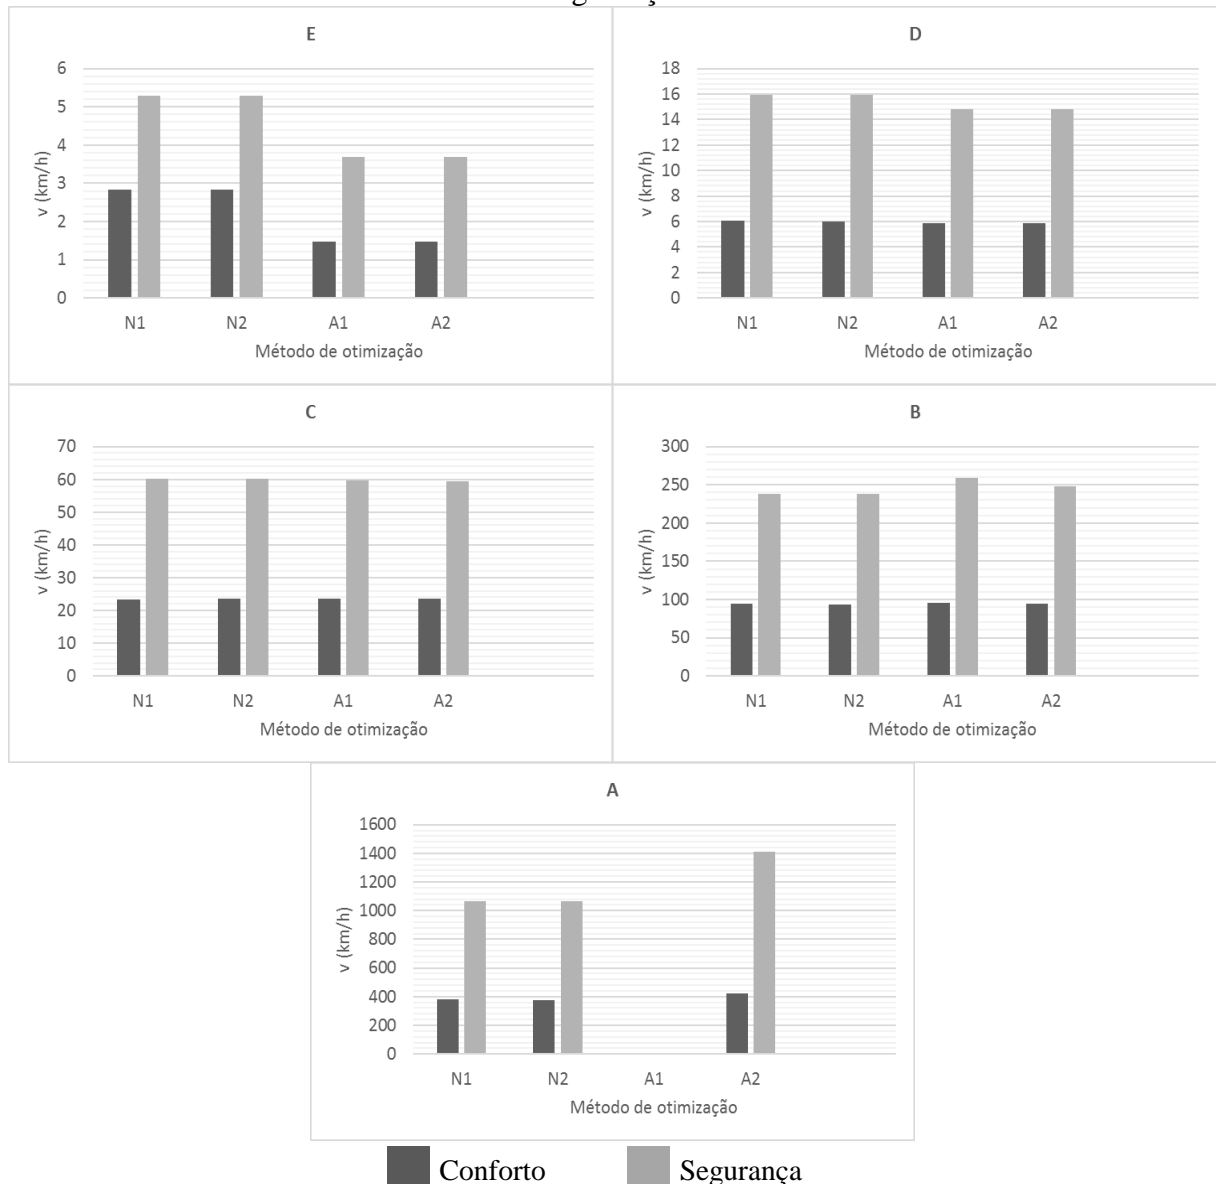 E
6
5
4
3
2
1
0
v (km/h)
N1 N2 A1 A2
Método de otimização
D
18
16
14
12
10
8
6
4
2
0
v (km/h)
N1 N2 A1 A2
Método de otimização
C
70
60
50
40
30
20
10
0
v (km/h)
N1 N2 A1 A2
Método de otimização
B
300
250
200
150
100
50
0
v (km/h)
N1 N2 A1 A2
Método de otimização
A
1600
1400
1200
1000
800
600
400
200
0
v (km/h)
N1 N2 A1 A2
Método de otimização
Conforto Segurança